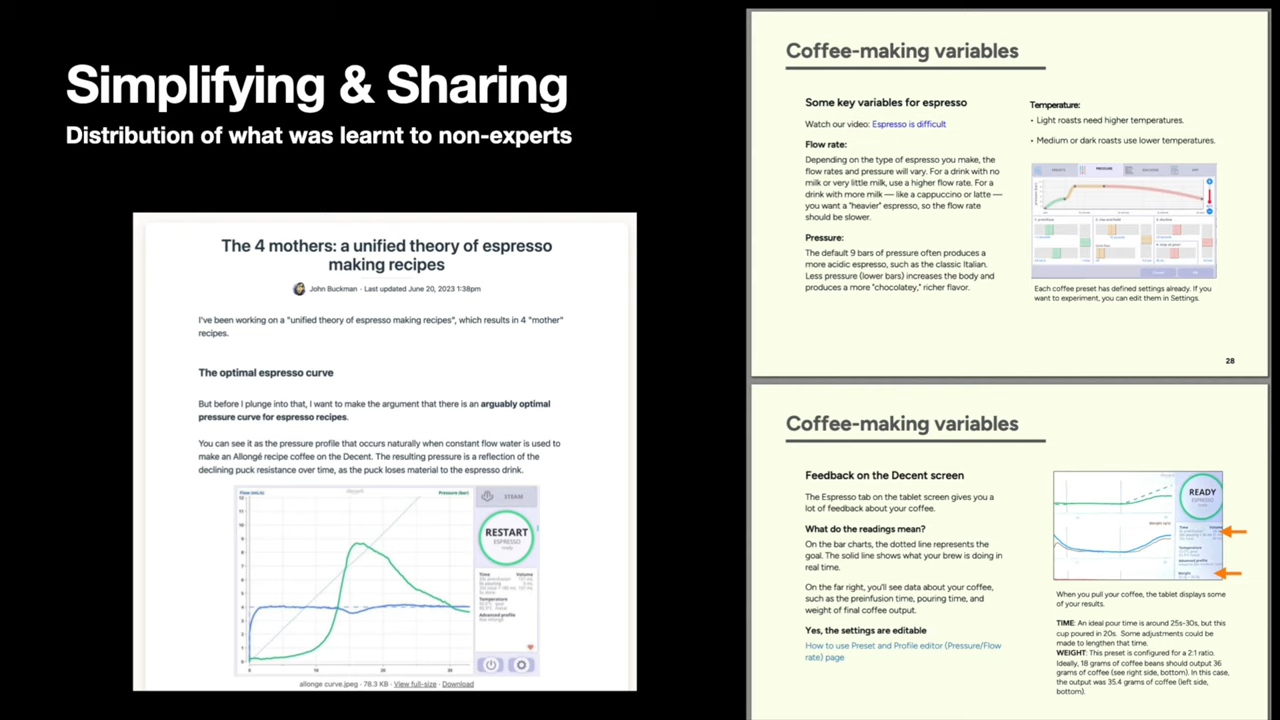 Simplifying & Sharing
Distribution of what was learnt to non-experts
The 4 mothers: a unified theory of espresso
making recipes
John Buckman - Last updated June 20, 2023 1:38pm
I've been working on a "unified theory of espresso making recipes", which results in 4 "mother"
recipes.
The optimal espresso curve
But before I plunge into that, I want to make the argument that there is an arguably optimal
pressure curve for espresso recipes.
You can see it as the pressure profile that occurs naturally when constant flow water is used to
make an Allongé recipe coffee on the Decent. The resulting pressure is a reflection of the
declining puck resistance over time, as the puck loses material to the espresso drink.
Flow (mL/s)
Pressure (bar)
STEAM
RESTART
ESPRESSO
ready
Time
Volume
Temperature
Advanced profile
allonge curve.jpeg · 78.3 KB · View full-size · Download
Coffee-making variables
Some key variables for espresso
Watch our video: Espresso is difficult
Flow rate:
Depending on the type of espresso you make, the
flow rates and pressure will vary. For a drink with no
milk or very little milk, use a higher flow rate. For a
drink with more milk — like a cappuccino or latte —
you want a "heavier" espresso, so the flow rate
should be slower.
Pressure:
The default 9 bars of pressure often produces a
more acidic espresso, such as the classic Italian.
Less pressure (lower bars) increases the body and
produces a more "chocolatey," richer flavor.
Temperature:
• Light roasts need higher temperatures.
• Medium or dark roasts use lower temperatures.
PRESSURE
Each coffee preset has defined settings already. If you
want to experiment, you can edit them in Settings.
28
Coffee-making variables
Feedback on the Decent screen
The Espresso tab on the tablet screen gives you a
lot of feedback about your coffee.
What do the readings mean?
On the bar charts, the dotted line represents the
goal. The solid line shows what your brew is doing in
real time.
On the far right, you'll see data about your coffee,
such as the preinfusion time, pouring time, and
weight of final coffee output.
Yes, the settings are editable
How to use Preset and Profile editor (Pressure/Flow
rate) page
READY
ESPRESSO
Time
Temperature
Advanced profile
Weight
When you pull your coffee, the tablet displays some
of your results.
TIME: An ideal pour time is around 25s-30s, but this
cup poured in 20s. Some adjustments could be
made to lengthen that time.
WEIGHT: This preset is configured for a 2:1 ratio.
Ideally, 18 grams of coffee beans should output 36
grams of coffee (see right side, bottom). In this case,
the output was 35.4 grams of coffee (left side,
bottom).